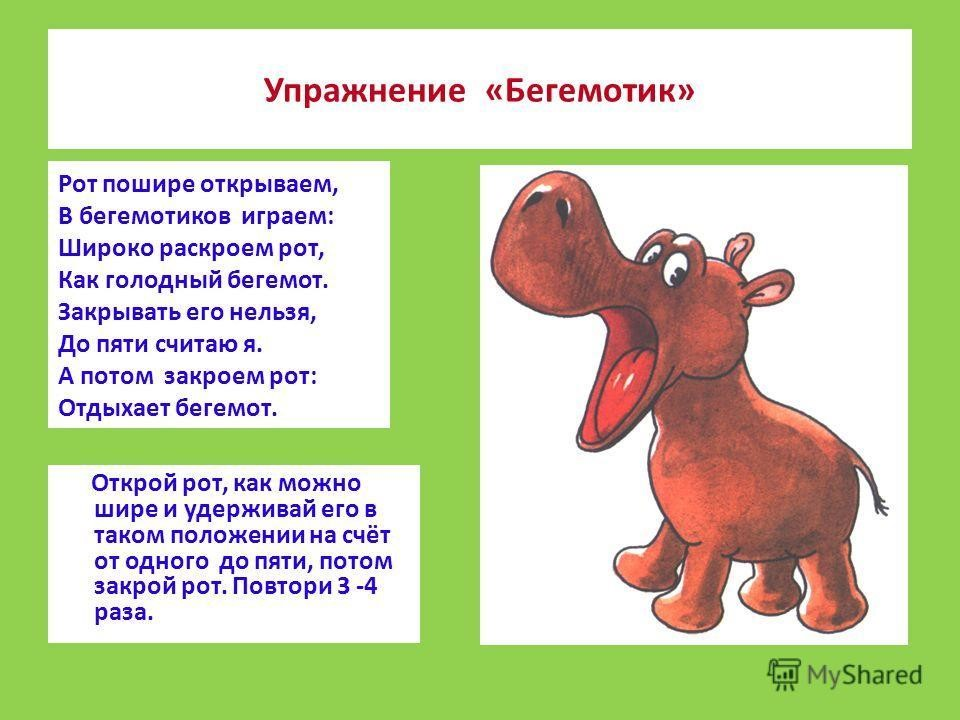 Упражнение «Бегемотик»
Рот пошире открываем,
В бегемотиков играем:
Широко раскроем рот,
Как голодный бегемот.
Закрывать его нельзя,
До пяти считаю я.
А потом закроем рот:
Отдыхает бегемот.
Открой рот, как можно
шире и удерживай его в
таком положении на счёт
от одного до пяти, потом
закрой рот. Повтори 3 -4
раза.
MyShared